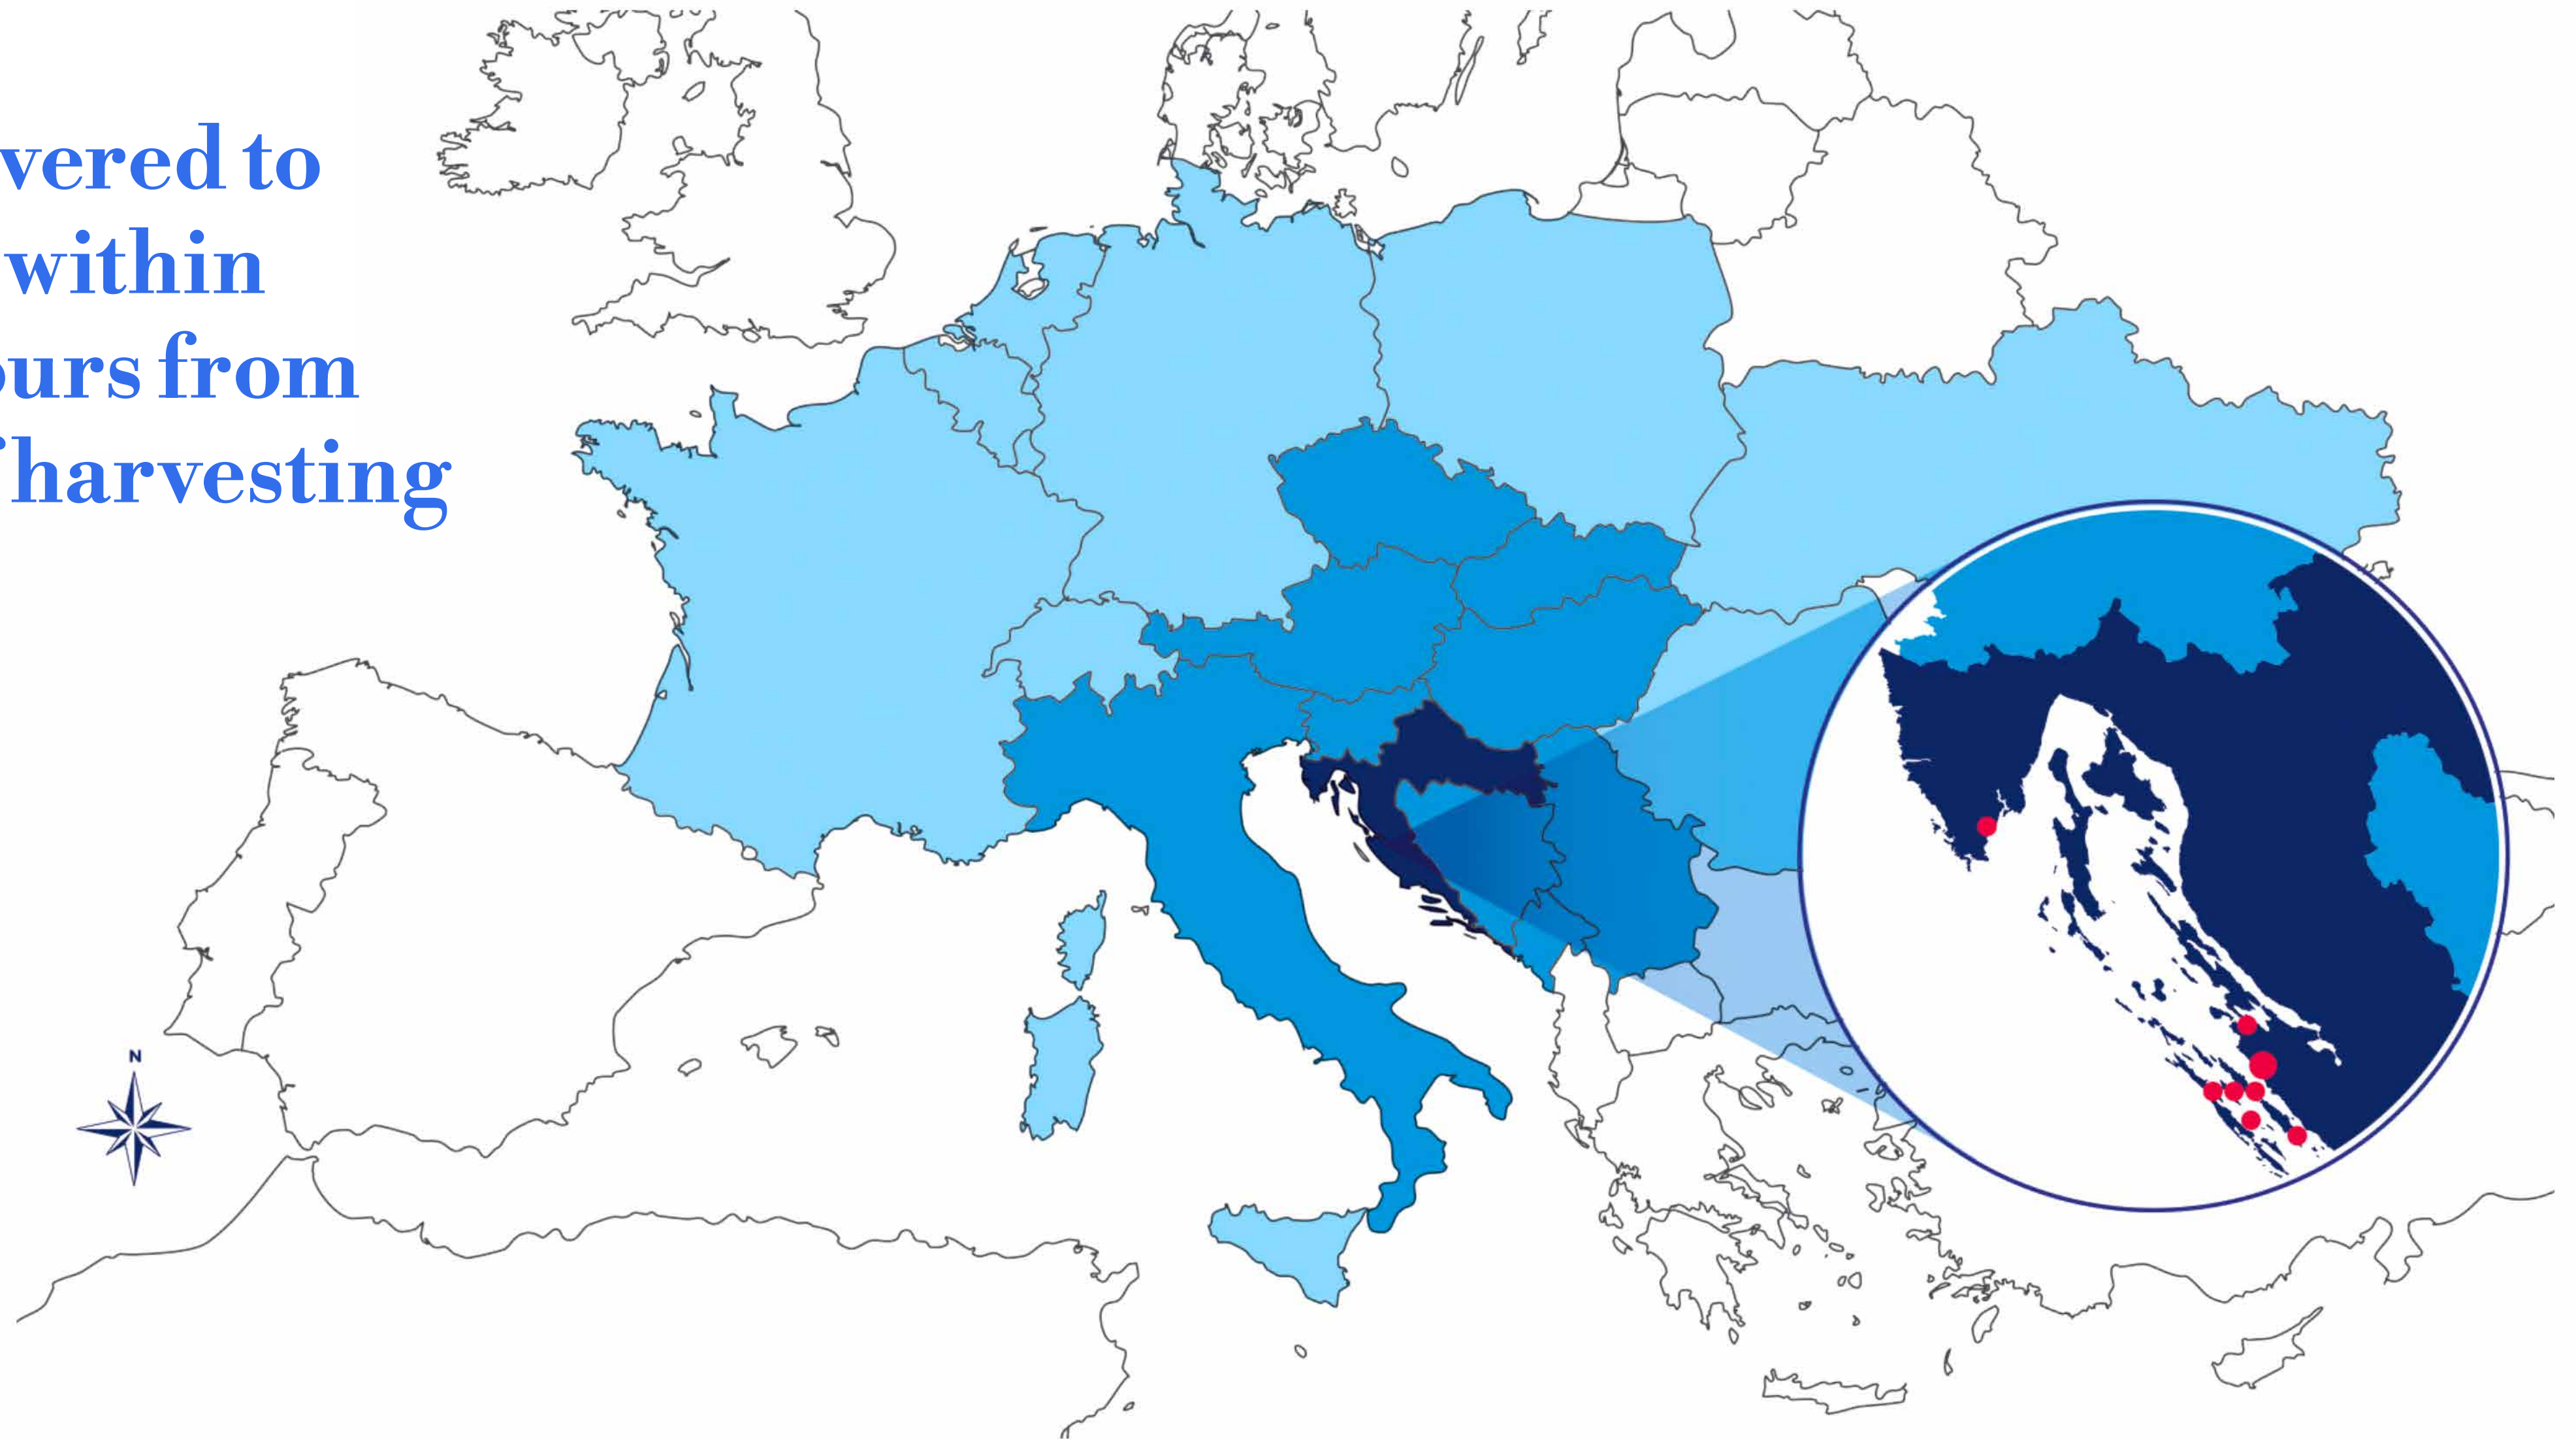 vered to
within
ours from
harvesting
N